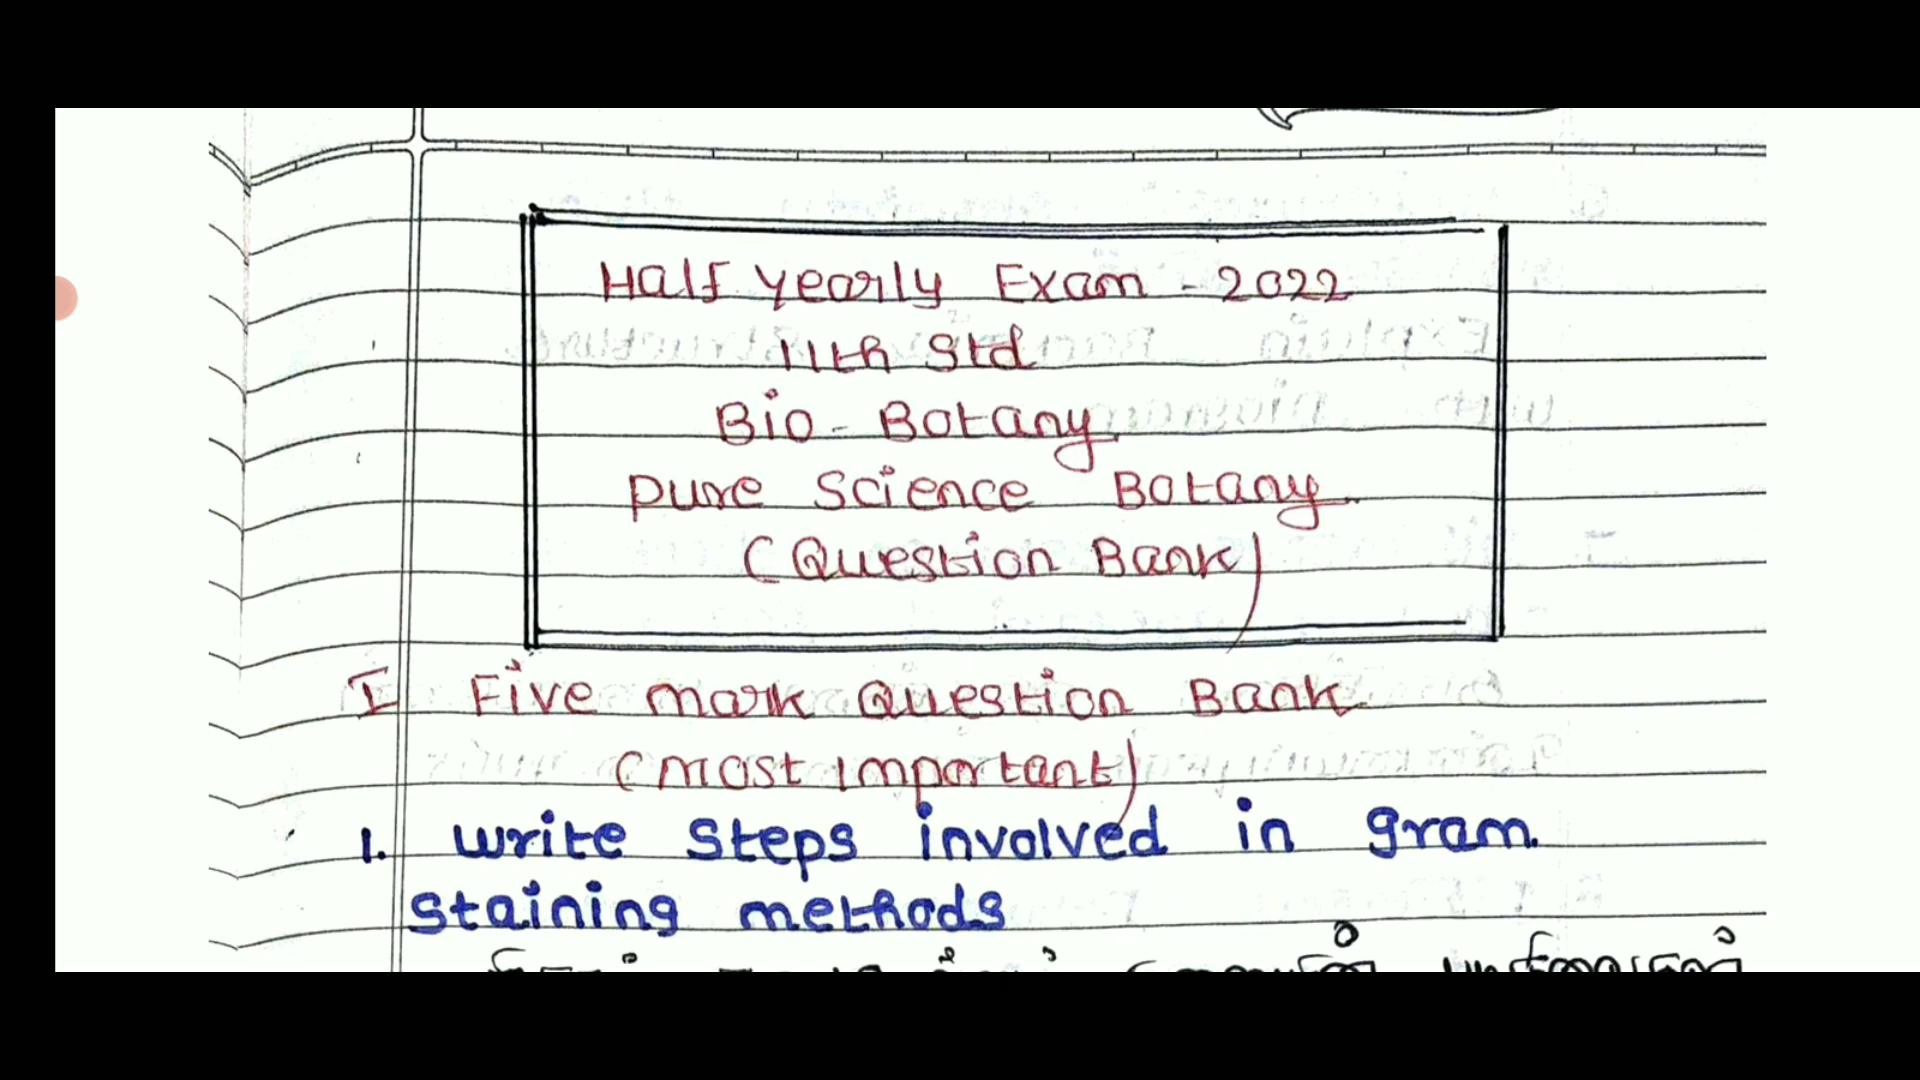 Half yearly Exam - 2022
11th Std
Bio - Botany
pure Science Botany.
(Question Bank)
I Five mark Question Bank
(most important)
1. write steps involved in gram.
staining methods